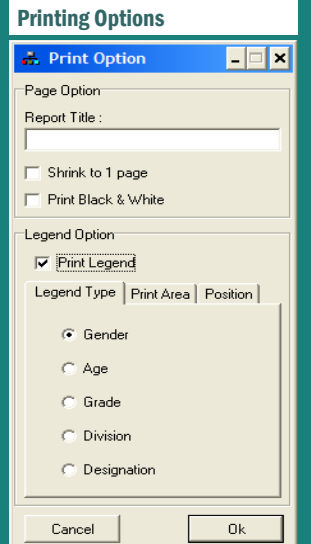 Printing Options
Print Option
Page Option
Report Title :
Shrink to 1 page
Print Black & White
Legend Option
Print Legend
Legend Type Print Area Position
Gender
Age
Grade
Division
Designation
Cancel Ok